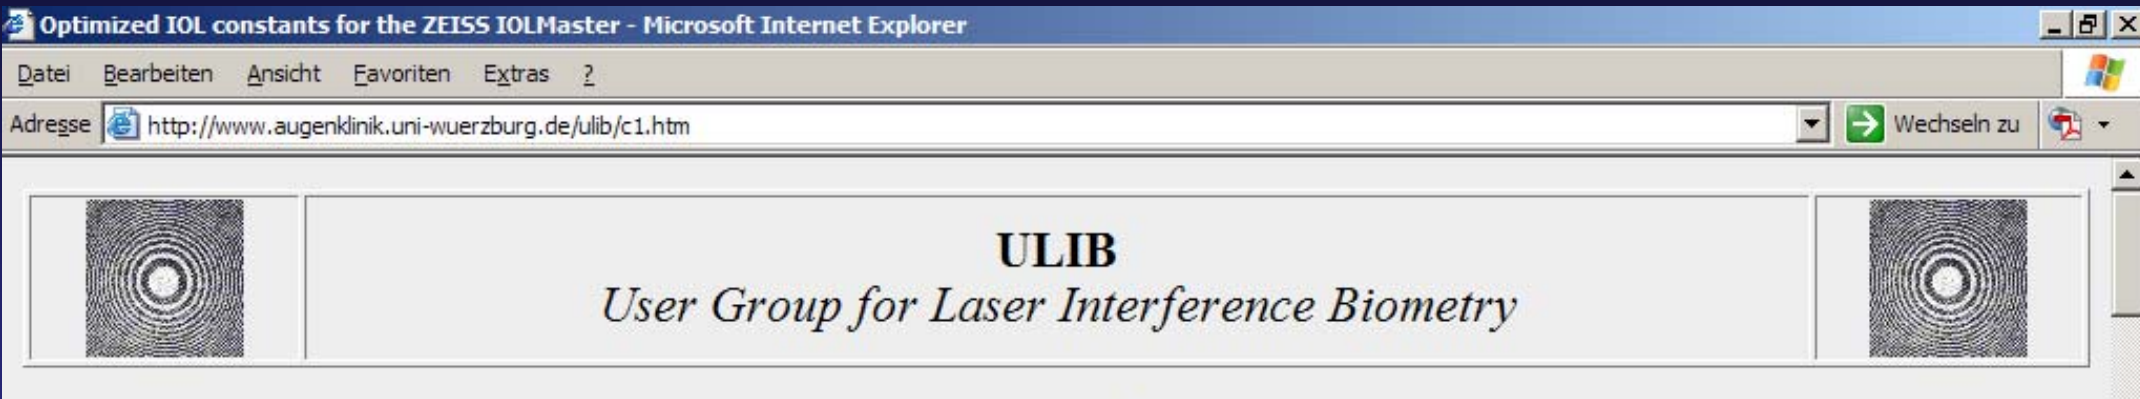 Optimized IOL constants for the ZEISS IOLMaster - Microsoft Internet Explorer
Datei Bearbeiten Ansicht Favoriten Extras ?
Adresse http://www.augenklinik.uni-wuerzburg.de/ulib/c1.htm Wechseln zu
ULIB
User Group for Laser Interference Biometry